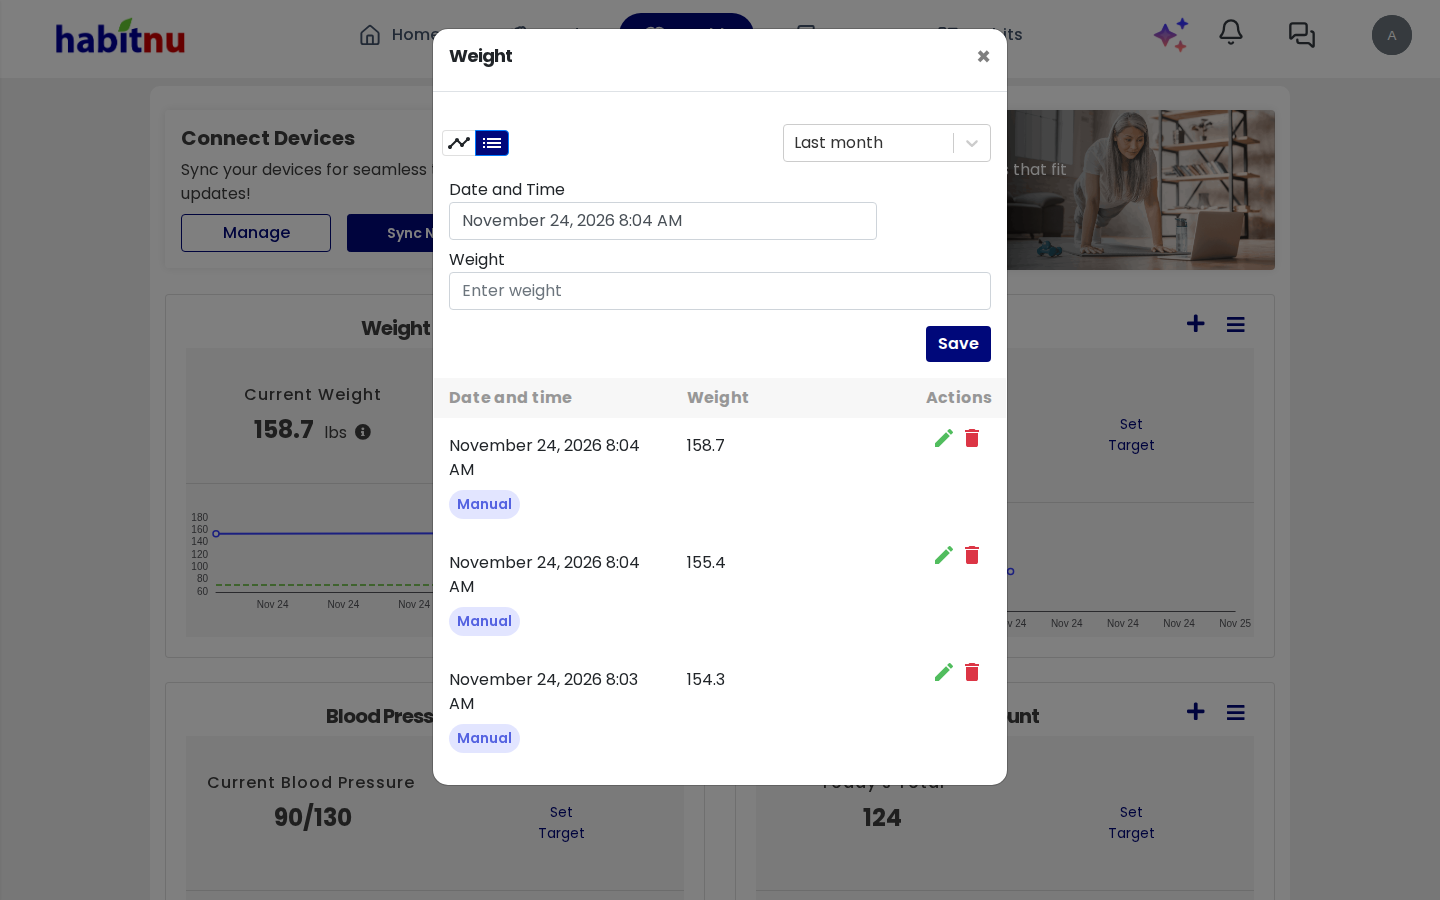 habitnu
Home
its
A
Weight
×
Connect Devices
Sync your devices for seamless
updates!
Manage
Sync N
that fit
Last month
Date and Time
November 24, 2026 8:04 AM
Weight
Enter weight
Save
Date and time Weight Actions
November 24, 2026 8:04
AM
158.7
Manual
November 24, 2026 8:04
AM
155.4
Manual
November 24, 2026 8:03
AM
154.3
Manual
Weight
Current Weight
158.7 lbs
180
160
140
120
100
80
60
Nov 24 Nov 24 Nov 24
Set
Target
v 24 Nov 24 Nov 24 Nov 24 Nov 25
Blood Press
Current Blood Pressure
90/130
Set
Target
unt
Today's Total
124
Set
Target